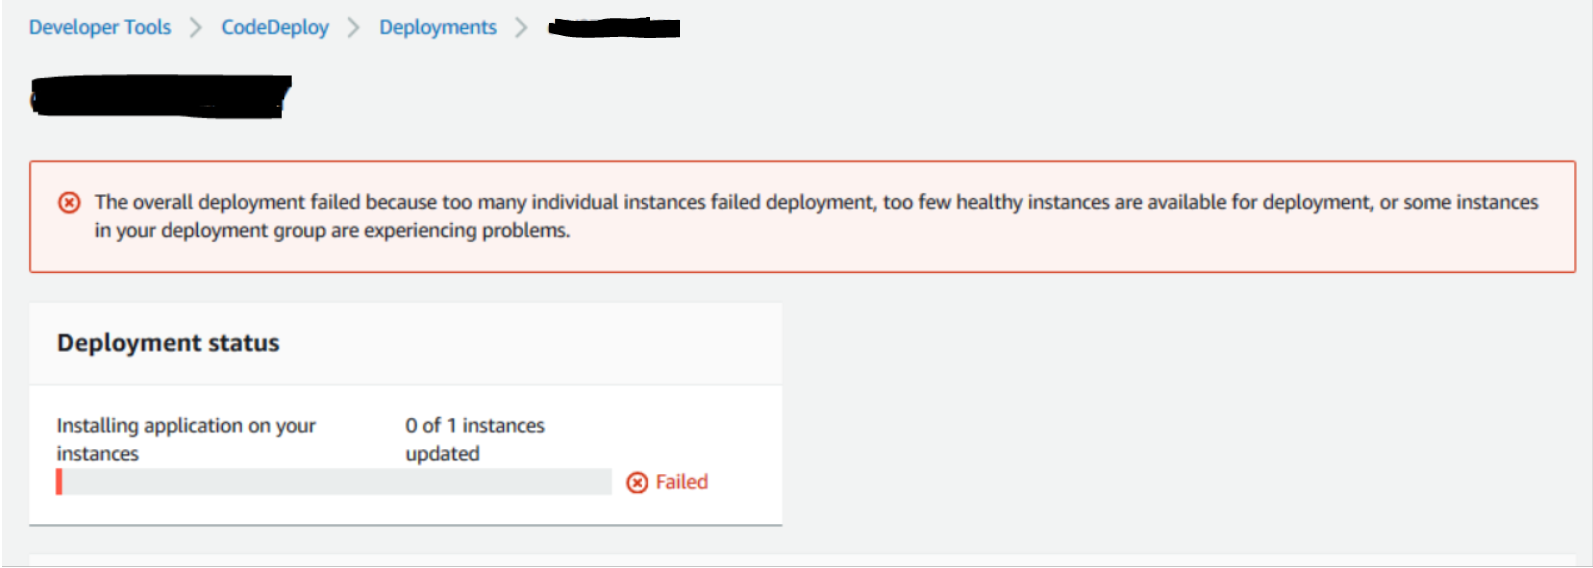 Developer Tools > CodeDeploy > Deployments >
The overall deployment failed because too many individual instances failed deployment, too few healthy instances are available for deployment, or some instances
in your deployment group are experiencing problems.
Deployment status
Installing application on your
instances
0 of 1 instances
updated
Failed